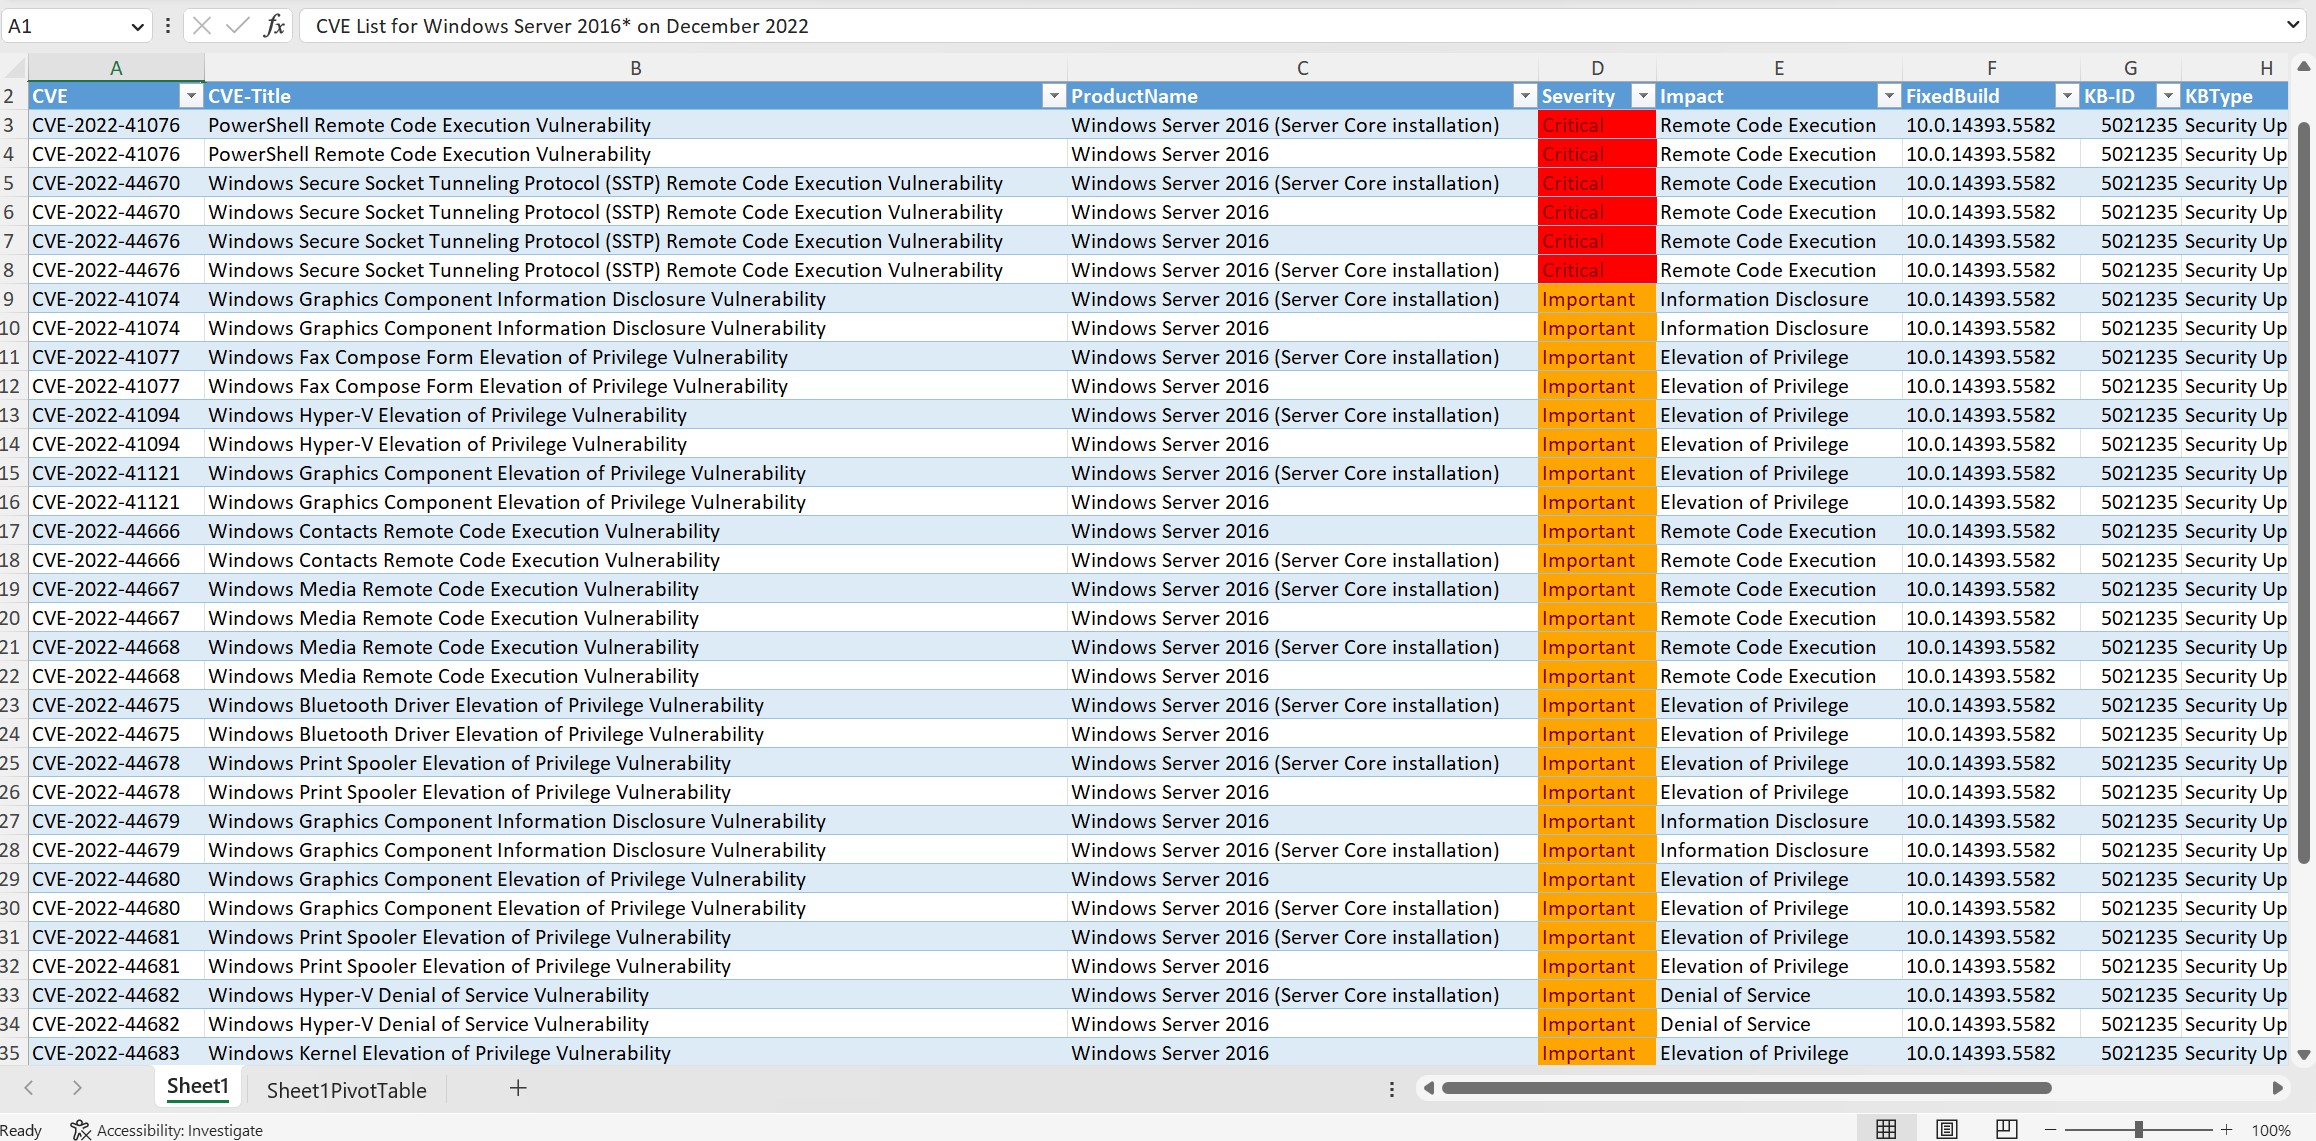 A1 fx CVE List for Windows Server 2016* on December 2022
A B C D E F G H
2 CVE CVE-Title ProductName Severity Impact FixedBuild KB-ID KBType
3 CVE-2022-41076 PowerShell Remote Code Execution Vulnerability Windows Server 2016 (Server Core installation) Critical Remote Code Execution 10.0.14393.5582 5021235 Security Up
4 CVE-2022-41076 PowerShell Remote Code Execution Vulnerability Windows Server 2016 Critical Remote Code Execution 10.0.14393.5582 5021235 Security Up
5 CVE-2022-44670 Windows Secure Socket Tunneling Protocol (SSTP) Remote Code Execution Vulnerability Windows Server 2016 (Server Core installation) Critical Remote Code Execution 10.0.14393.5582 5021235 Security Up
6 CVE-2022-44670 Windows Secure Socket Tunneling Protocol (SSTP) Remote Code Execution Vulnerability Windows Server 2016 Critical Remote Code Execution 10.0.14393.5582 5021235 Security Up
7 CVE-2022-44676 Windows Secure Socket Tunneling Protocol (SSTP) Remote Code Execution Vulnerability Windows Server 2016 Critical Remote Code Execution 10.0.14393.5582 5021235 Security Up
8 CVE-2022-44676 Windows Secure Socket Tunneling Protocol (SSTP) Remote Code Execution Vulnerability Windows Server 2016 (Server Core installation) Critical Remote Code Execution 10.0.14393.5582 5021235 Security Up
9 CVE-2022-41074 Windows Graphics Component Information Disclosure Vulnerability Windows Server 2016 (Server Core installation) Important Information Disclosure 10.0.14393.5582 5021235 Security Up
10 CVE-2022-41074 Windows Graphics Component Information Disclosure Vulnerability Windows Server 2016 Important Information Disclosure 10.0.14393.5582 5021235 Security Up
11 CVE-2022-41077 Windows Fax Compose Form Elevation of Privilege Vulnerability Windows Server 2016 (Server Core installation) Important Elevation of Privilege 10.0.14393.5582 5021235 Security Up
12 CVE-2022-41077 Windows Fax Compose Form Elevation of Privilege Vulnerability Windows Server 2016 Important Elevation of Privilege 10.0.14393.5582 5021235 Security Up
13 CVE-2022-41094 Windows Hyper-V Elevation of Privilege Vulnerability Windows Server 2016 (Server Core installation) Important Elevation of Privilege 10.0.14393.5582 5021235 Security Up
14 CVE-2022-41094 Windows Hyper-V Elevation of Privilege Vulnerability Windows Server 2016 Important Elevation of Privilege 10.0.14393.5582 5021235 Security Up
15 CVE-2022-41121 Windows Graphics Component Elevation of Privilege Vulnerability Windows Server 2016 (Server Core installation) Important Elevation of Privilege 10.0.14393.5582 5021235 Security Up
16 CVE-2022-41121 Windows Graphics Component Elevation of Privilege Vulnerability Windows Server 2016 Important Elevation of Privilege 10.0.14393.5582 5021235 Security Up
17 CVE-2022-44666 Windows Contacts Remote Code Execution Vulnerability Windows Server 2016 Important Remote Code Execution 10.0.14393.5582 5021235 Security Up
18 CVE-2022-44666 Windows Contacts Remote Code Execution Vulnerability Windows Server 2016 (Server Core installation) Important Remote Code Execution 10.0.14393.5582 5021235 Security Up
19 CVE-2022-44667 Windows Media Remote Code Execution Vulnerability Windows Server 2016 (Server Core installation) Important Remote Code Execution 10.0.14393.5582 5021235 Security Up
20 CVE-2022-44667 Windows Media Remote Code Execution Vulnerability Windows Server 2016 Important Remote Code Execution 10.0.14393.5582 5021235 Security Up
21 CVE-2022-44668 Windows Media Remote Code Execution Vulnerability Windows Server 2016 (Server Core installation) Important Remote Code Execution 10.0.14393.5582 5021235 Security Up
22 CVE-2022-44668 Windows Media Remote Code Execution Vulnerability Windows Server 2016 Important Remote Code Execution 10.0.14393.5582 5021235 Security Up
23 CVE-2022-44675 Windows Bluetooth Driver Elevation of Privilege Vulnerability Windows Server 2016 (Server Core installation) Important Elevation of Privilege 10.0.14393.5582 5021235 Security Up
24 CVE-2022-44675 Windows Bluetooth Driver Elevation of Privilege Vulnerability Windows Server 2016 Important Elevation of Privilege 10.0.14393.5582 5021235 Security Up
25 CVE-2022-44678 Windows Print Spooler Elevation of Privilege Vulnerability Windows Server 2016 (Server Core installation) Important Elevation of Privilege 10.0.14393.5582 5021235 Security Up
26 CVE-2022-44678 Windows Print Spooler Elevation of Privilege Vulnerability Windows Server 2016 Important Elevation of Privilege 10.0.14393.5582 5021235 Security Up
27 CVE-2022-44679 Windows Graphics Component Information Disclosure Vulnerability Windows Server 2016 Important Information Disclosure 10.0.14393.5582 5021235 Security Up
28 CVE-2022-44679 Windows Graphics Component Information Disclosure Vulnerability Windows Server 2016 (Server Core installation) Important Information Disclosure 10.0.14393.5582 5021235 Security Up
29 CVE-2022-44680 Windows Graphics Component Elevation of Privilege Vulnerability Windows Server 2016 Important Elevation of Privilege 10.0.14393.5582 5021235 Security Up
30 CVE-2022-44680 Windows Graphics Component Elevation of Privilege Vulnerability Windows Server 2016 (Server Core installation) Important Elevation of Privilege 10.0.14393.5582 5021235 Security Up
31 CVE-2022-44681 Windows Print Spooler Elevation of Privilege Vulnerability Windows Server 2016 (Server Core installation) Important Elevation of Privilege 10.0.14393.5582 5021235 Security Up
32 CVE-2022-44681 Windows Print Spooler Elevation of Privilege Vulnerability Windows Server 2016 Important Elevation of Privilege 10.0.14393.5582 5021235 Security Up
33 CVE-2022-44682 Windows Hyper-V Denial of Service Vulnerability Windows Server 2016 (Server Core installation) Important Denial of Service 10.0.14393.5582 5021235 Security Up
34 CVE-2022-44682 Windows Hyper-V Denial of Service Vulnerability Windows Server 2016 Important Denial of Service 10.0.14393.5582 5021235 Security Up
35 CVE-2022-44683 Windows Kernel Elevation of Privilege Vulnerability Windows Server 2016 Important Elevation of Privilege 10.0.14393.5582 5021235 Security Up
Sheet1 Sheet1PivotTable
Ready Accessibility: Investigate 100%